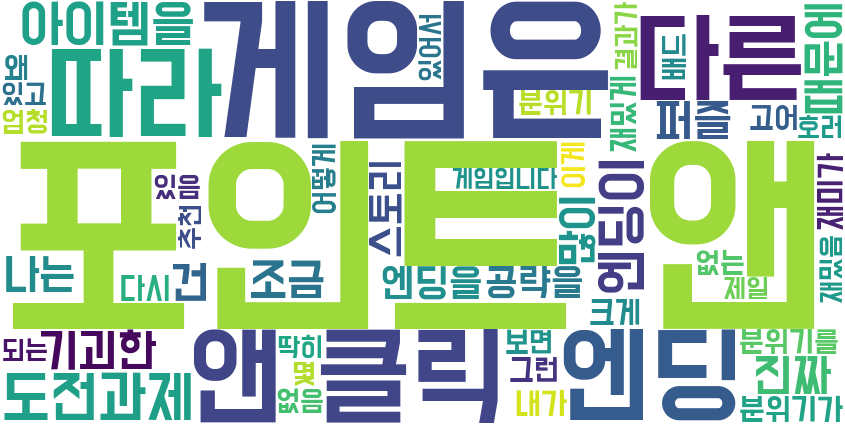 아이템을
게임은
있어서
다른
때문에
왜
있고
엄청
따라
분위기
결과가
재밌게
배드
퍼즐
고어
호러
포인트 앤
있음
추천
어떻게
스토리
게임입니다
이게
많이
엔딩이
재미가
나는
다시
건
조금
엔딩을
공략을
크게
없는
제일
재밌음
되는
기괴한
앤클릭
딱히
몇
없음
보면
그런
내가
엔딩
분위기를
진짜
분위기가
도전과제